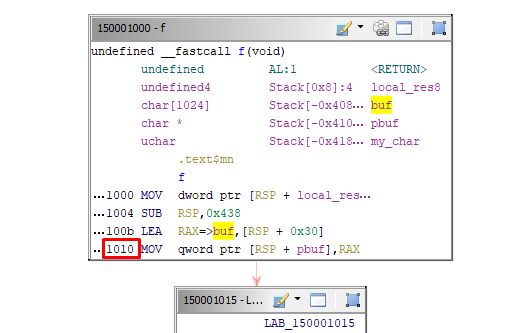 150001000 - f
undefined __fastcall f(void)
undefined AL:1 <RETURN>
undefined4 Stack[0x8]:4 local_res8
char[1024] Stack[-0x408... buf
char * Stack[-0x410... pbuf
uchar Stack[-0x418... my_char
.text$mn
f
...1000 MOV dword ptr [RSP + local_res...
...1004 SUB RSP,0x438
...100b LEA RAX=>buf,[RSP + 0x30]
...1010 MOV qword ptr [RSP + pbuf],RAX
150001015 - L...
LAB_150001015